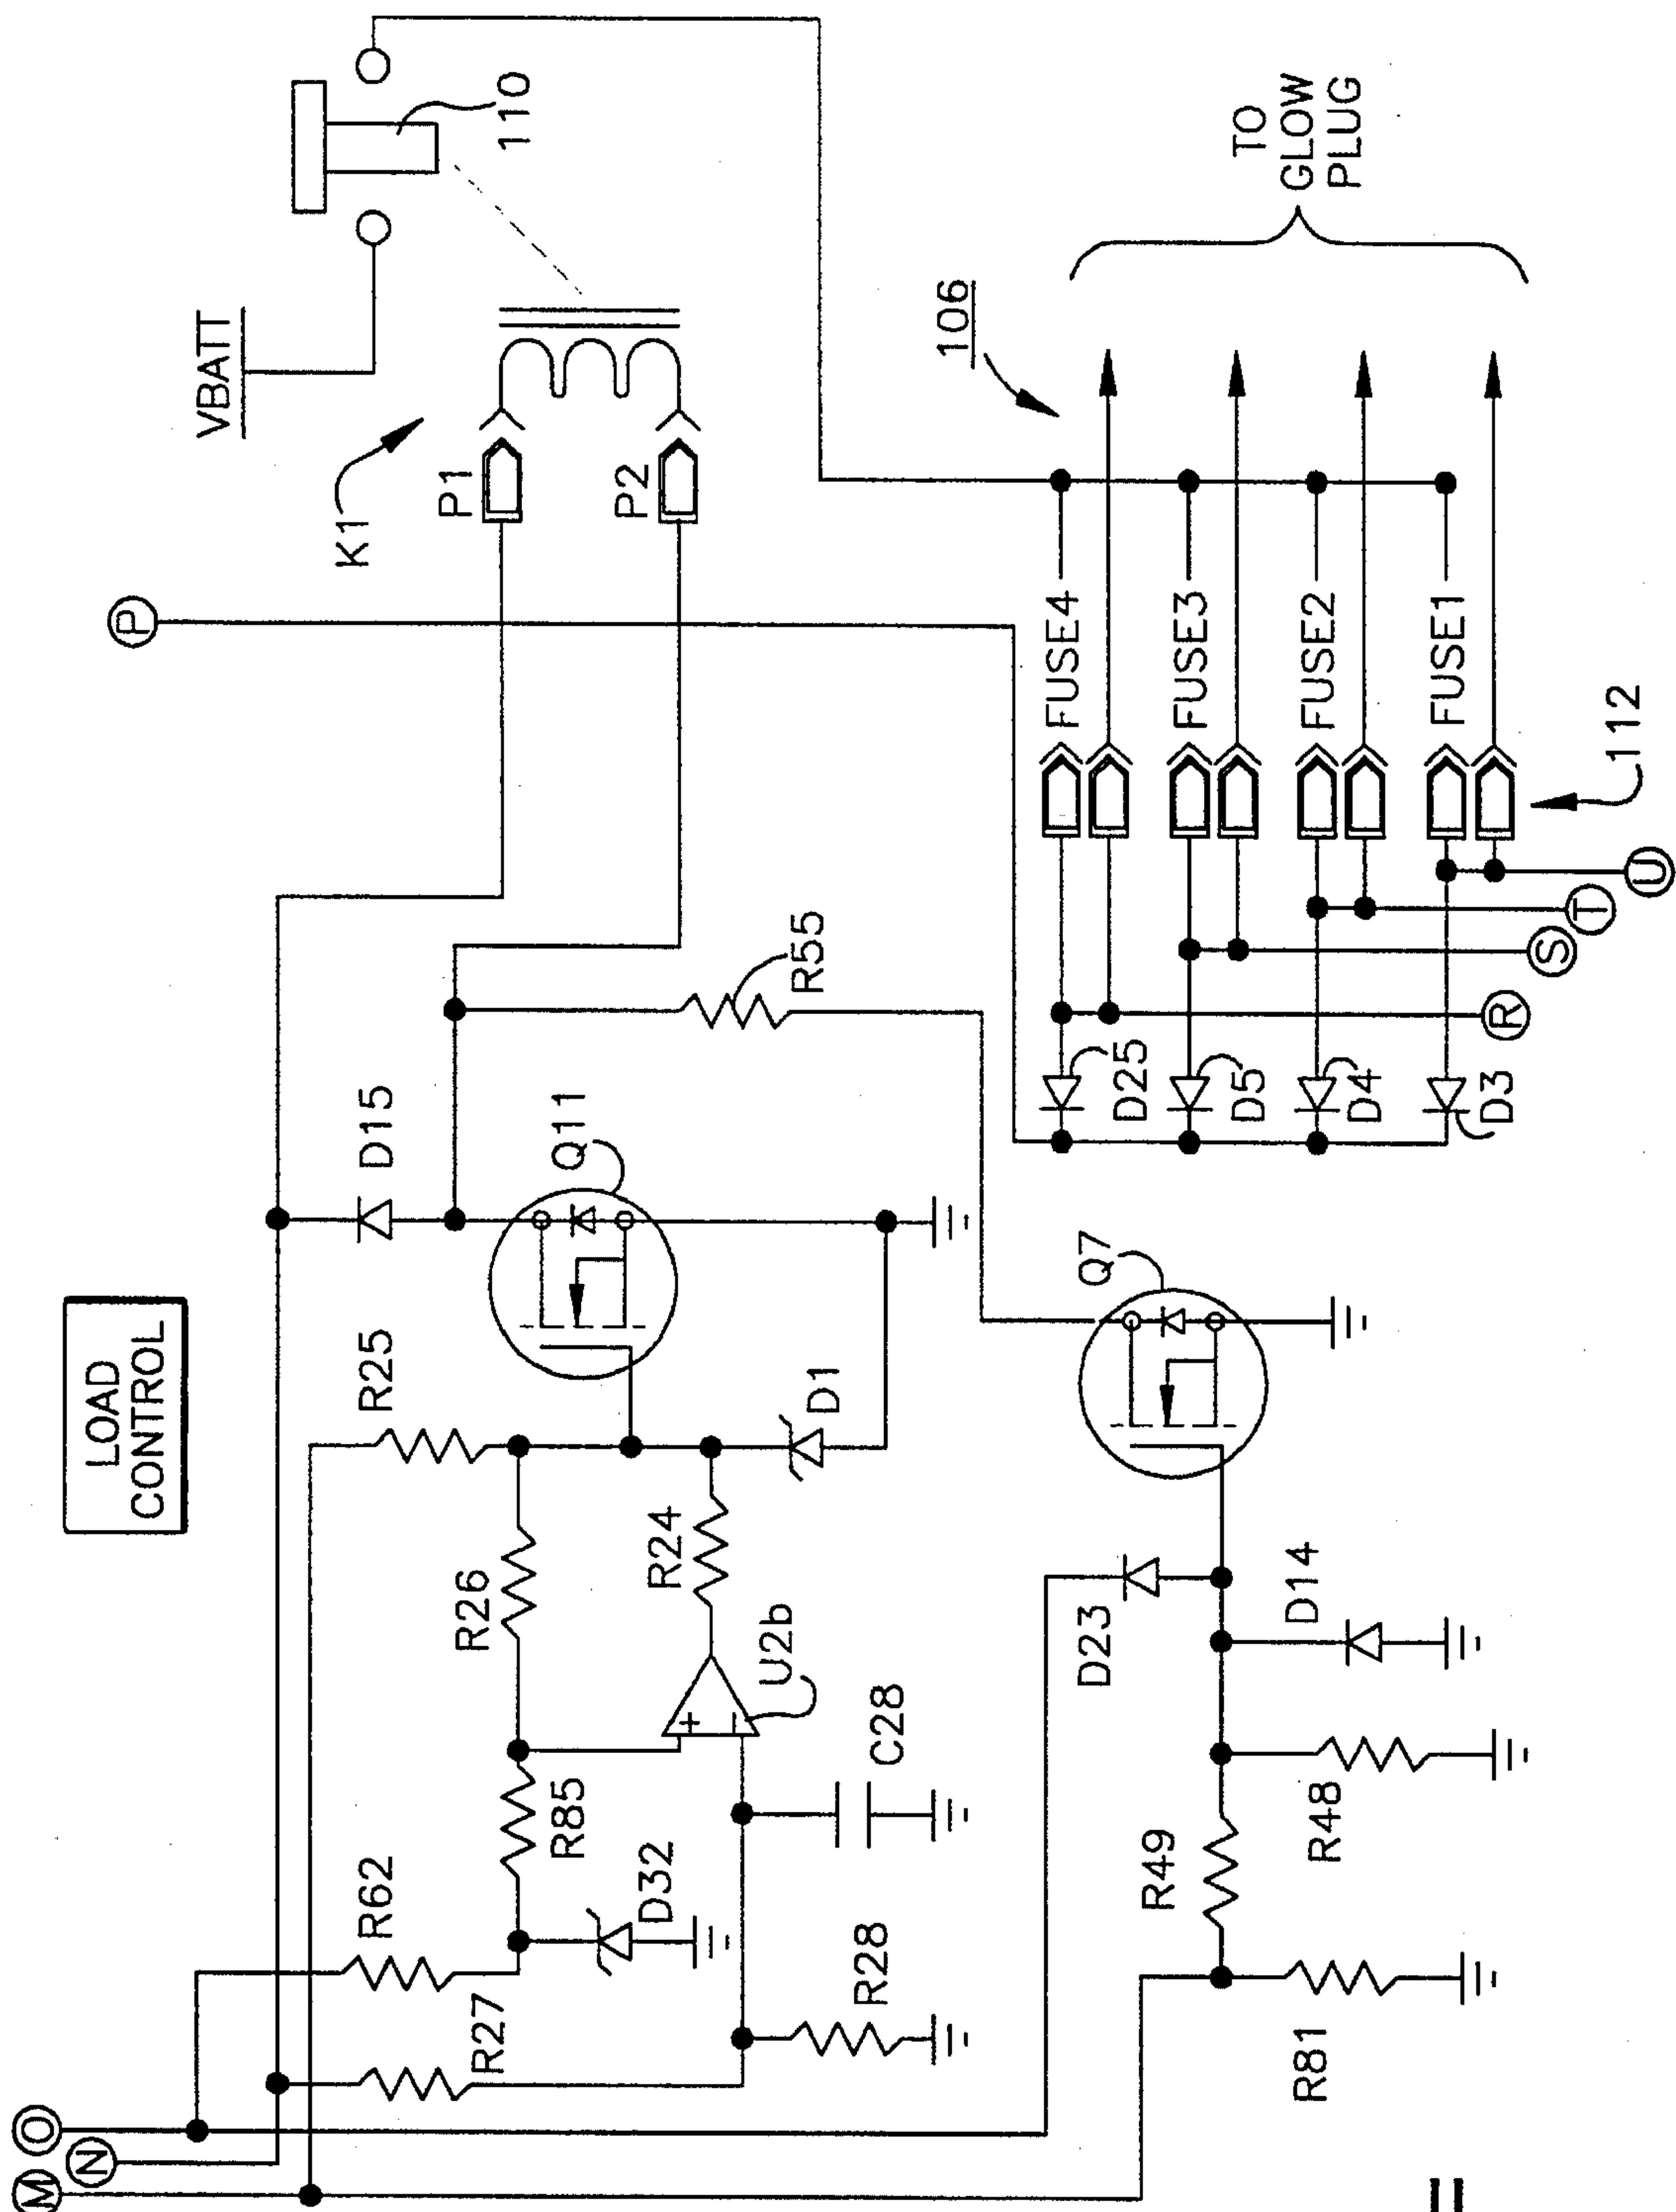 LOAD
CONTROL
M
N
O
P
VBATT
K1
P1
P2
110
R62
R27
R85
D32
R28
R26
R25
R24
U2b
C28
D1
D15
Q11
R55
R81
R49
R48
D23
D14
Q7
D25
D5
D4
D3
R
S
T
U
FUSE4
FUSE3
FUSE2
FUSE1
106
112
TO
GLOW
PLUG